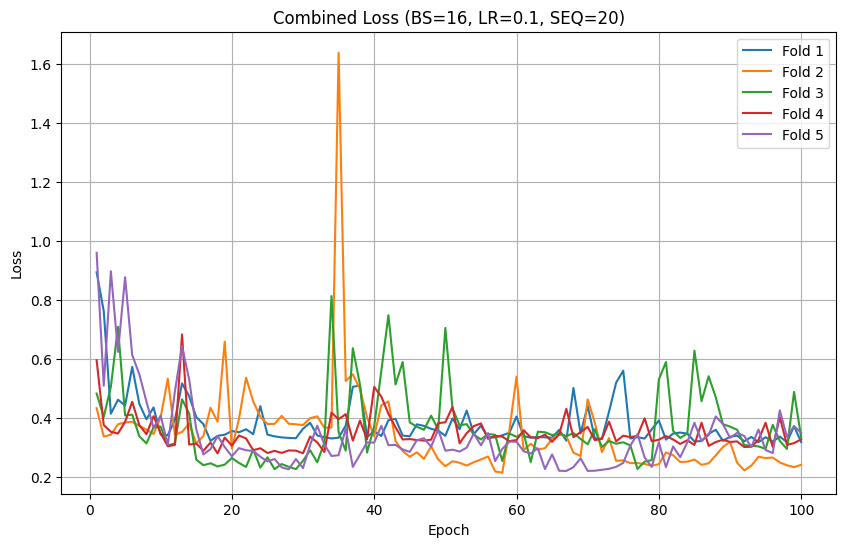 Combined Loss (BS=16, LR=0.1, SEQ=20)
Fold 1
Fold 2
Fold 3
Fold 4
Fold 5
Loss
1.6
1.4
1.2
1.0
0.8
0.6
0.4
0.2
0 20 40 60 80 100
Epoch